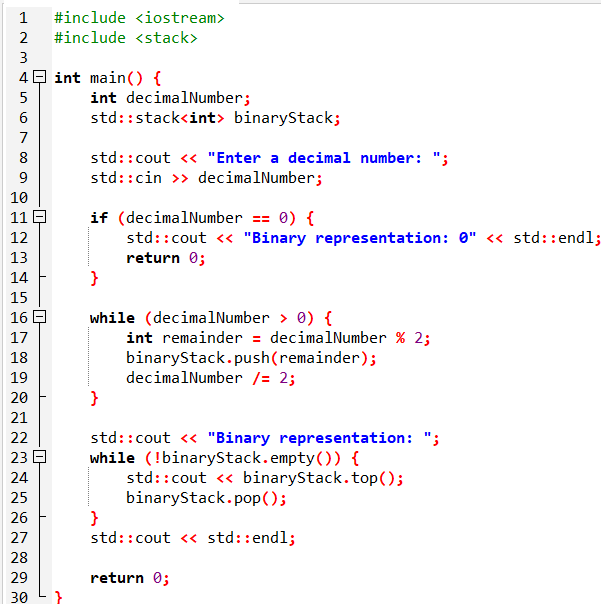 1 #include <iostream>
2 #include <stack>
3
4 int main() {
5     int decimalNumber;
6     std::stack<int> binaryStack;
7
8     std::cout << "Enter a decimal number: ";
9     std::cin >> decimalNumber;
10
11     if (decimalNumber == 0) {
12         std::cout << "Binary representation: 0" << std::endl;
13         return 0;
14     }
15
16     while (decimalNumber > 0) {
17         int remainder = decimalNumber % 2;
18         binaryStack.push(remainder);
19         decimalNumber /= 2;
20     }
21
22     std::cout << "Binary representation: ";
23     while (!binaryStack.empty()) {
24         std::cout << binaryStack.top();
25         binaryStack.pop();
26     }
27     std::cout << std::endl;
28
29     return 0;
30 }